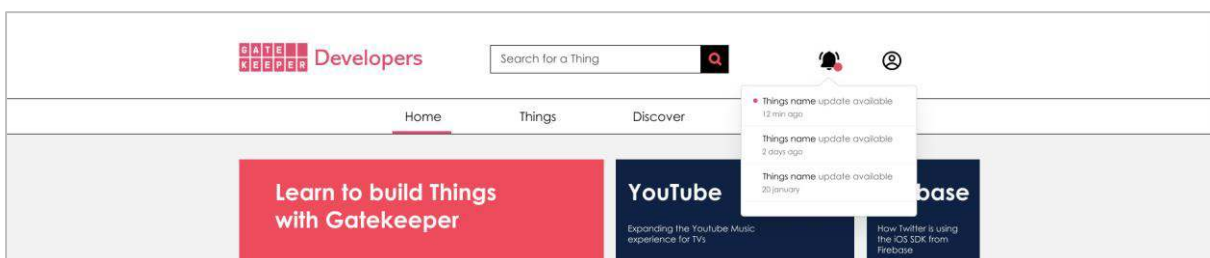 GATE
KEEPER
Developers
Search for a Thing
Home
Things
Discover
Things name update available
12 min ago
Things name update available
2 days ago
Things name update available
20 january
Learn to build Things
with Gatekeeper
YouTube
Expanding the Youtube Music
experience for TVs
base
How Twitter is using
the iOS SDK from
Firebase